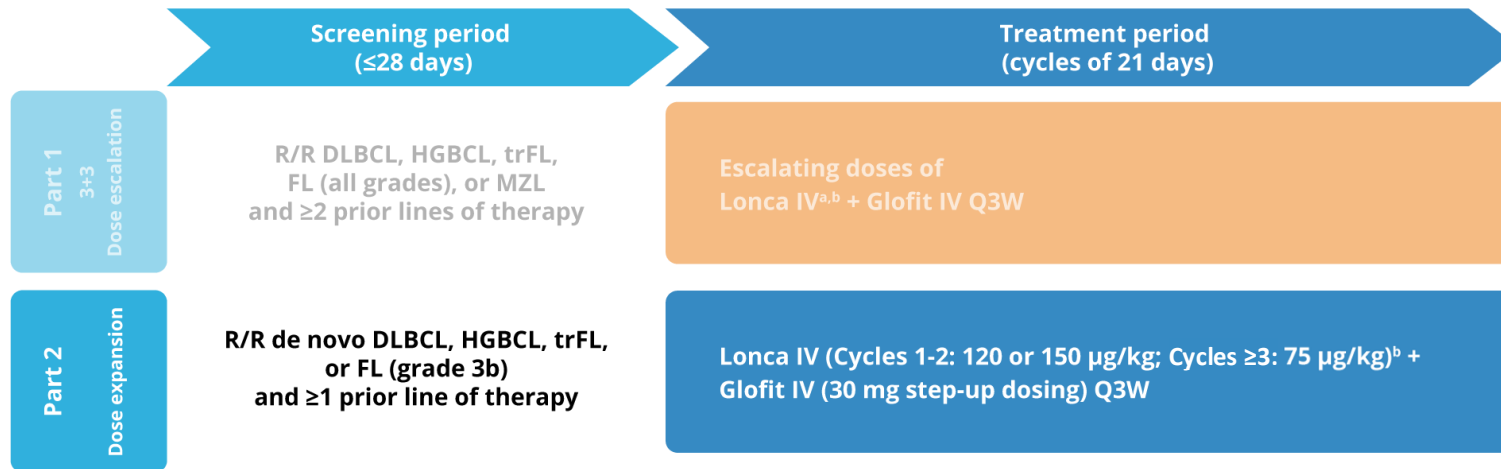 Screening period
(≤28 days)
Treatment period
(cycles of 21 days)
Part 1
3+3
Dose escalation
R/R DLBCL, HGBCL, trFL,
FL (all grades), or MZL
and ≥2 prior lines of therapy
Escalating doses of
Lonca IVᵃ,ᵇ + Glofit IV Q3W
Part 2
Dose expansion
R/R de novo DLBCL, HGBCL, trFL,
or FL (grade 3b)
and ≥1 prior line of therapy
Lonca IV (Cycles 1-2: 120 or 150 μg/kg; Cycles ≥3: 75 μg/kg)ᵇ +
Glofit IV (30 mg step-up dosing) Q3W